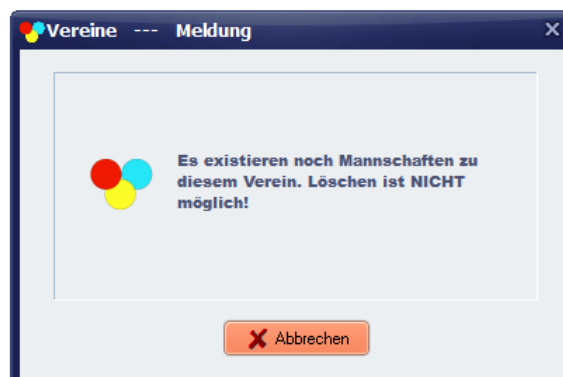 Vereine --- Meldung
Es existieren noch Mannschaften zu
diesem Verein. Löschen ist NICHT
möglich!
Abbrechen